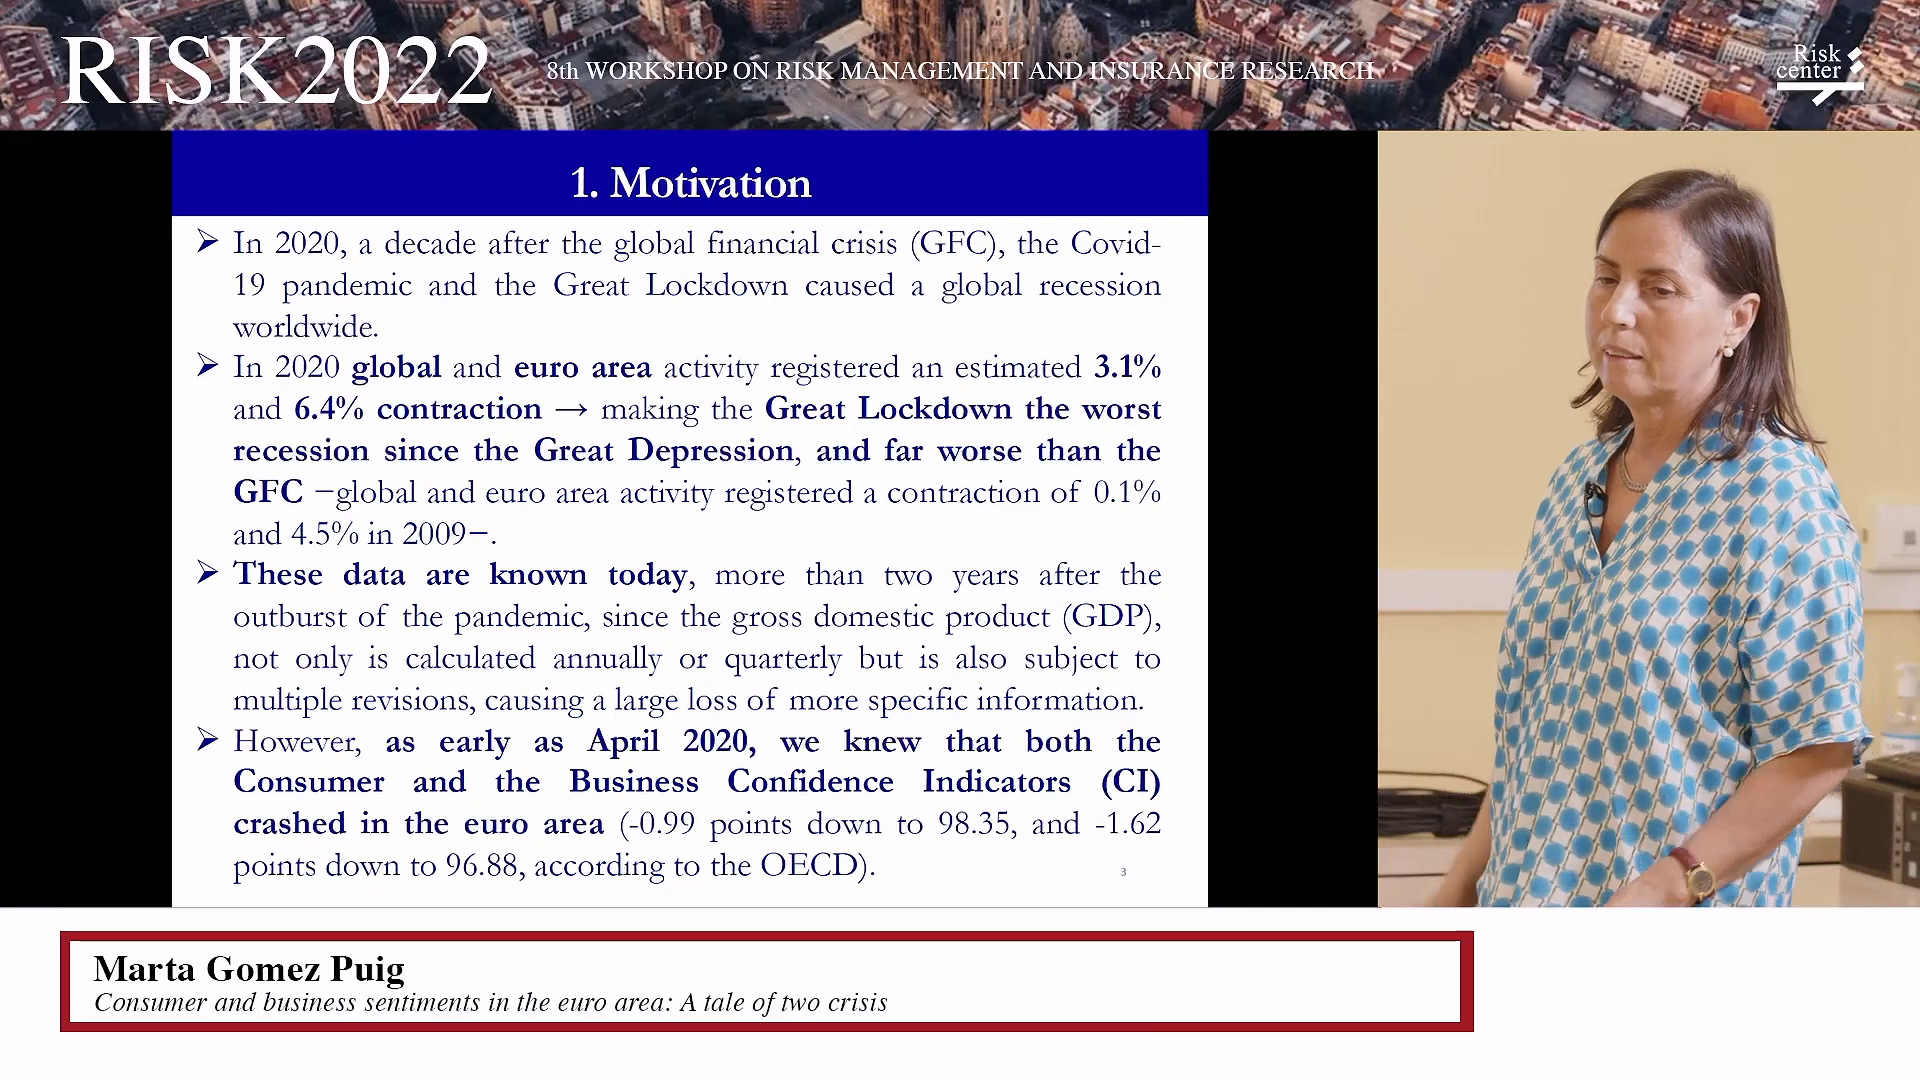 RISK2022
8th WORKSHOP ON RISK MANAGEMENT AND INSURANCE RESEARCH
Risk
center
1. Motivation
➢ In 2020, a decade after the global financial crisis (GFC), the Covid-
19 pandemic and the Great Lockdown caused a global recession
worldwide.
➢ In 2020 global and euro area activity registered an estimated 3.1%
and 6.4% contraction → making the Great Lockdown the worst
recession since the Great Depression, and far worse than the
GFC −global and euro area activity registered a contraction of 0.1%
and 4.5% in 2009−.
➢ These data are known today, more than two years after the
outburst of the pandemic, since the gross domestic product (GDP),
not only is calculated annually or quarterly but is also subject to
multiple revisions, causing a large loss of more specific information.
➢ However, as early as April 2020, we knew that both the
Consumer and the Business Confidence Indicators (CI)
crashed in the euro area (-0.99 points down to 98.35, and -1.62
points down to 96.88, according to the OECD).
3
Marta Gomez Puig
Consumer and business sentiments in the euro area: A tale of two crisis